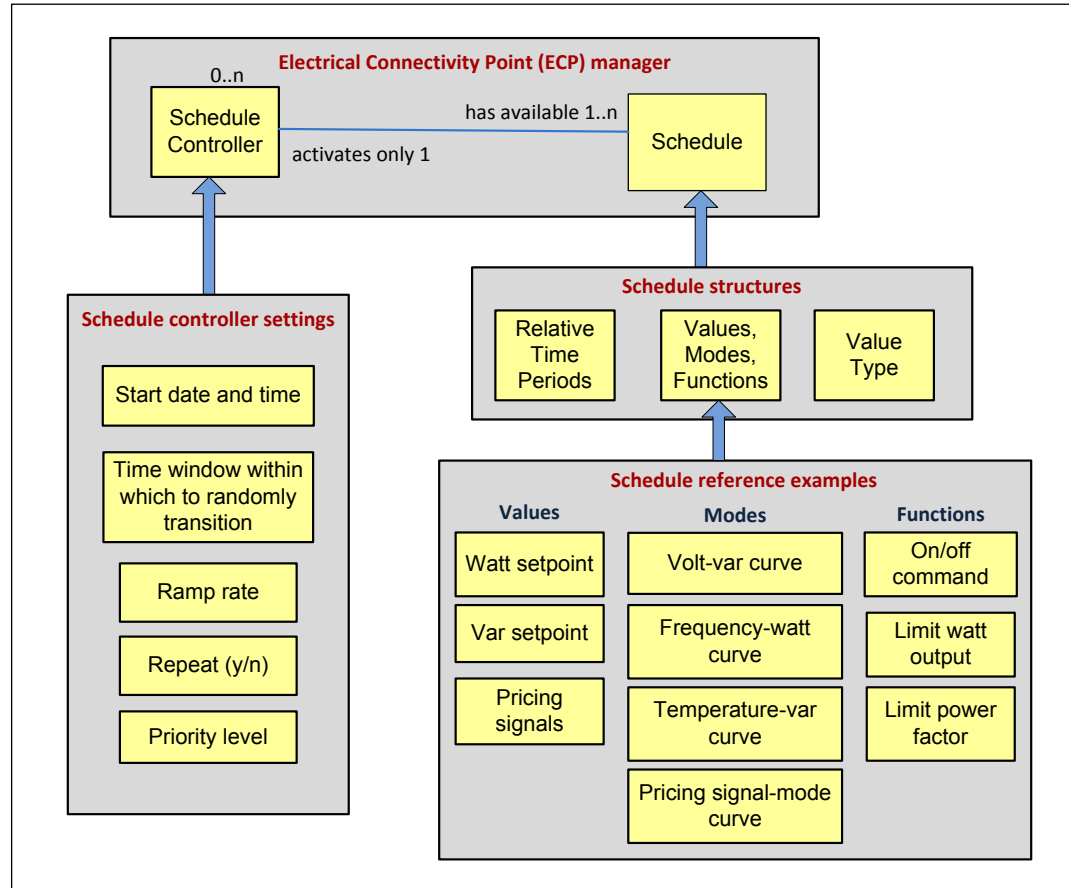 Electrical Connectivity Point (ECP) manager
0..n
Schedule
Controller
has available 1..n
activates only 1
Schedule
Schedule controller settings
Start date and time
Time window within
which to randomly
transition
Ramp rate
Repeat (y/n)
Priority level
Schedule structures
Relative
Time
Periods
Values,
Modes,
Functions
Value
Type
Schedule reference examples
Values
Watt setpoint
Var setpoint
Pricing
signals
Modes
Volt-var curve
Frequency-watt
curve
Temperature-var
curve
Pricing signal-mode
curve
Functions
On/off
command
Limit watt
output
Limit power
factor